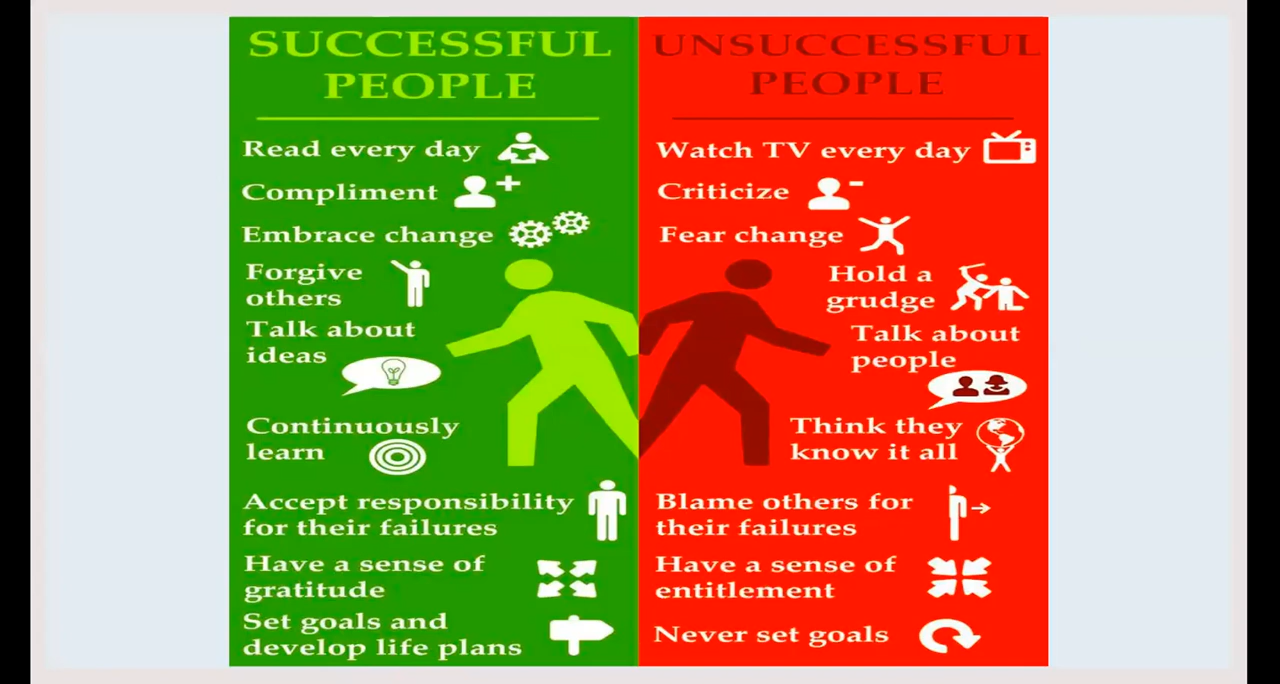 SUCCESSFUL
PEOPLE
Read every day
Compliment
Embrace change
Forgive
others
Talk about
ideas
Continuously
learn
Accept responsibility
for their failures
Have a sense of
gratitude
Set goals and
develop life plans
UNSUCCESSFUL
PEOPLE
Watch TV every day
Criticize
Fear change
Hold a
grudge
Talk about
people
Think they
know it all
Blame others for
their failures
Have a sense of
entitlement
Never set goals